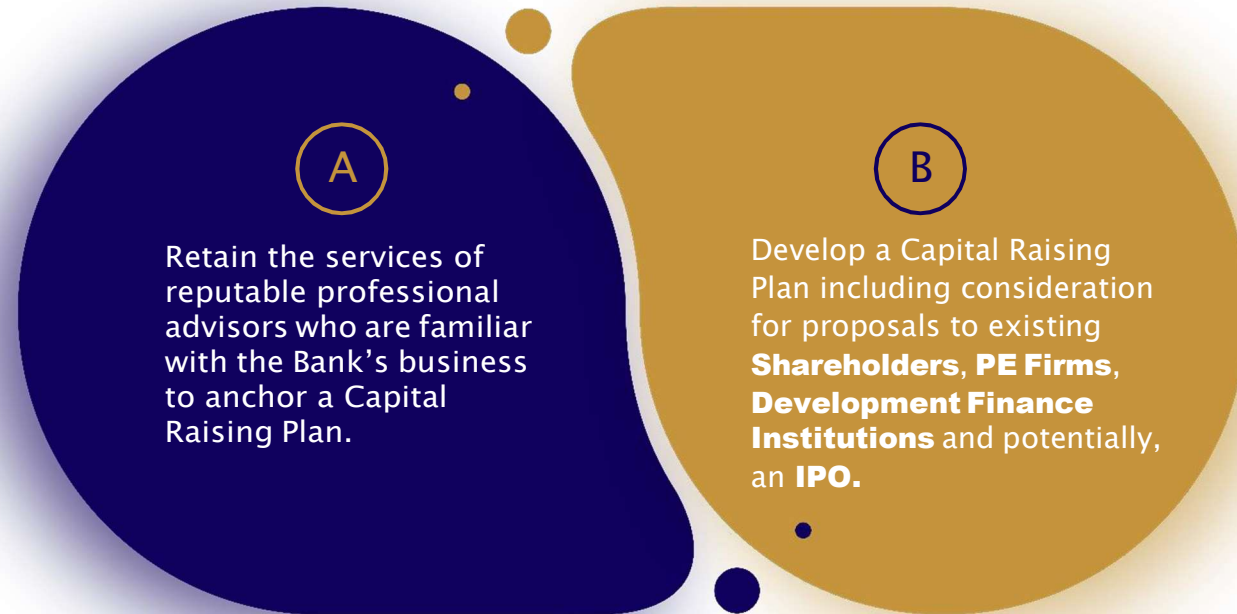 A
Retain the services of
reputable professional
advisors who are familiar
with the Bank’s business
to anchor a Capital
Raising Plan.
B
Develop a Capital Raising
Plan including consideration
for proposals to existing
Shareholders, PE Firms,
Development Finance
Institutions and potentially,
an IPO.